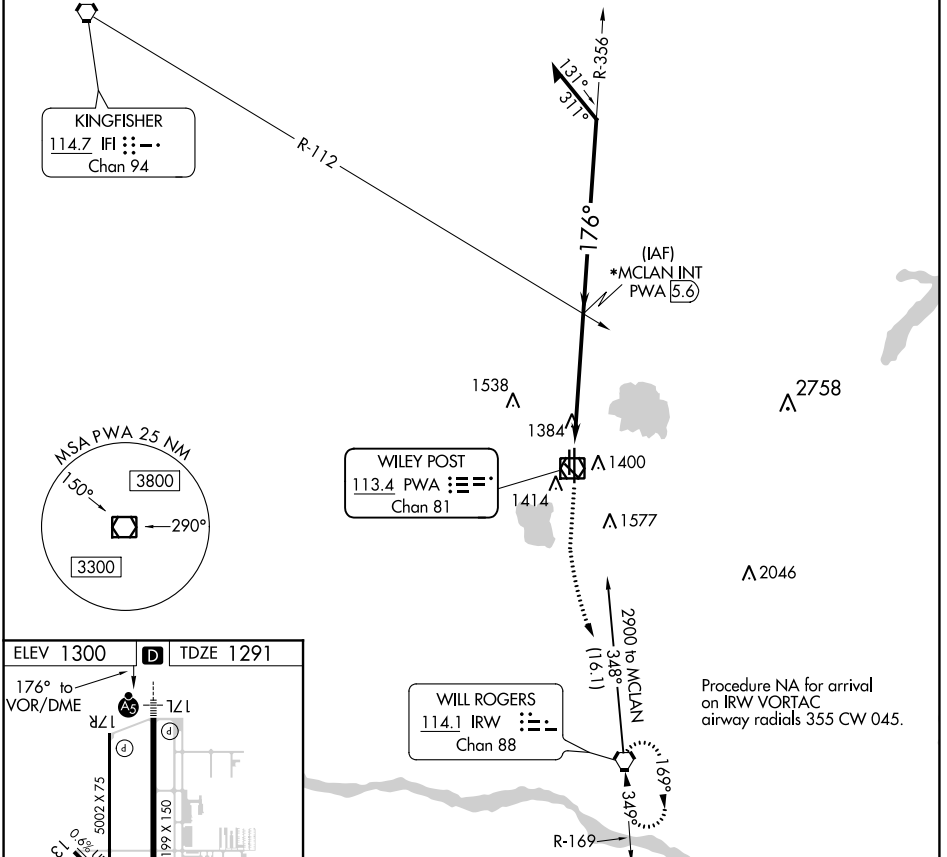 KINGFISHER
114.7 IFI
Chan 94
R-112
R-356
131°
311°
176°
(IAF)
*MCLAN INT
PWA 5.6
1538
2758
1384
1400
1414
1577
2046
WILEY POST
113.4 PWA
Chan 81
MSA PWA 25 NM
150°
3800
290°
3300
2900 to MCLAN
348°
(16.1)
WILL ROGERS
114.1 IRW
Chan 88
Procedure NA for arrival
on IRW VORTAC
airway radials 355 CW 045.
169°
349°
R-169
ELEV 1300
D
TDZE 1291
176° to
VOR/DME
A5
17R
17L
P
P
5002 X 75
199 X 150
13